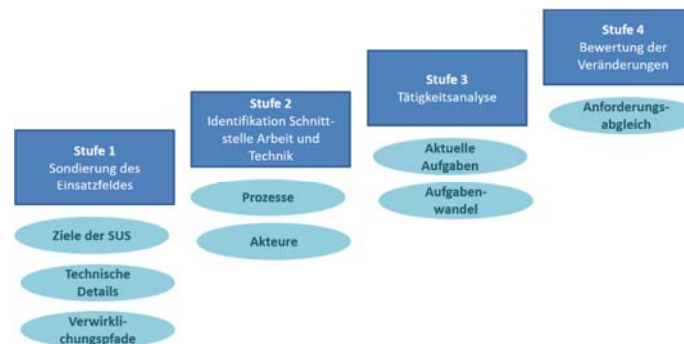 Stufe 1
Sondierung des
Einsatzfeldes
Ziele der SUS
Technische
Details
Verwirkli-
chungspfade
Stufe 2
Identifikation Schnitt-
stelle Arbeit und
Technik
Prozesse
Akteure
Stufe 3
Tätigkeitsanalyse
Aktuelle
Aufgaben
Aufgaben-
wandel
Stufe 4
Bewertung der
Veränderungen
Anforderungs-
abgleich